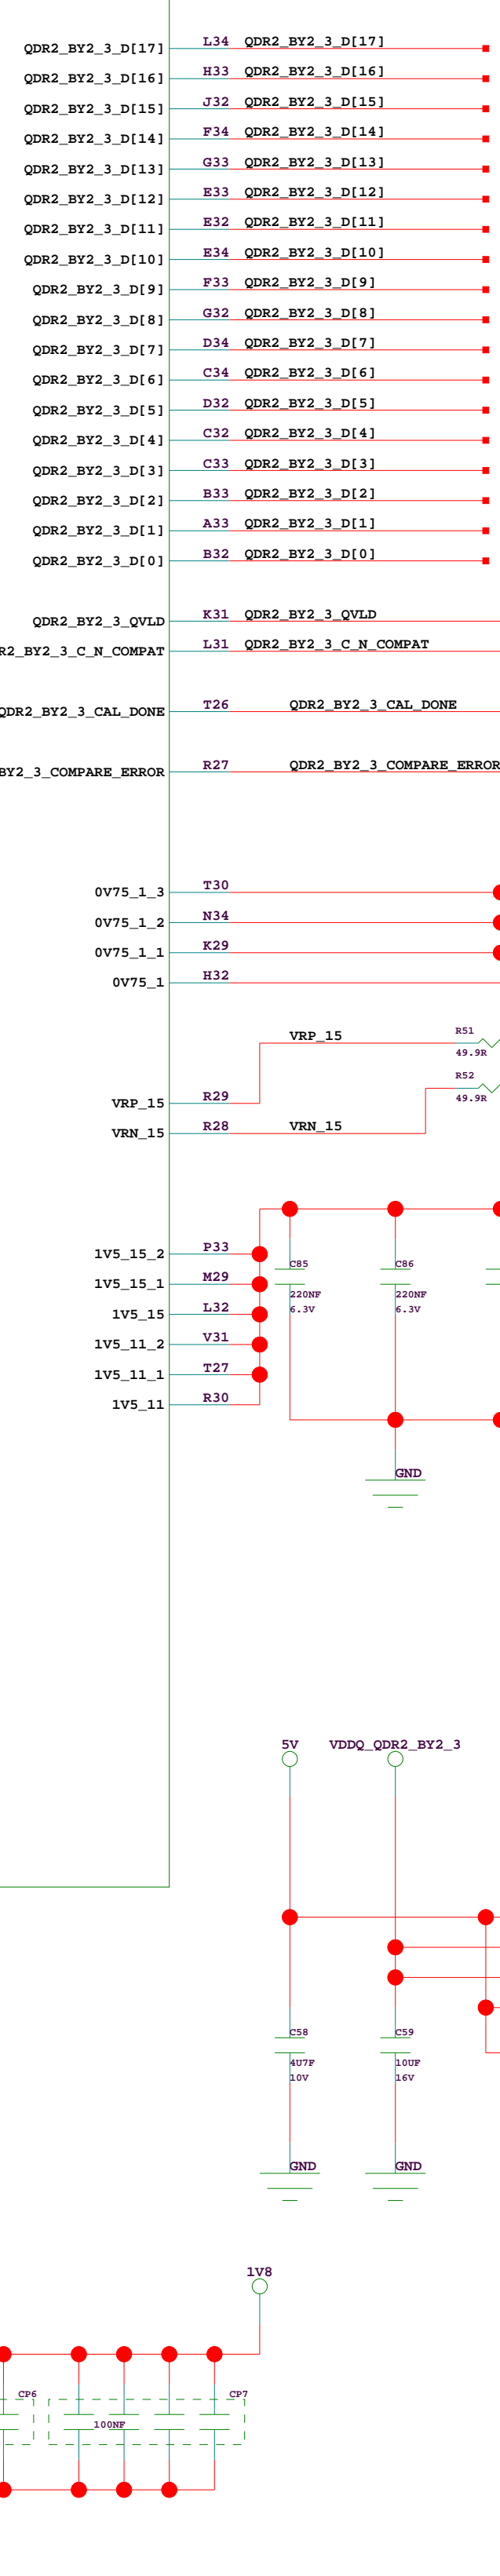 QDR2_BY2_3_D[17] L34 QDR2_BY2_3_D[17]
QDR2_BY2_3_D[16] H33 QDR2_BY2_3_D[16]
QDR2_BY2_3_D[15] J32 QDR2_BY2_3_D[15]
QDR2_BY2_3_D[14] F34 QDR2_BY2_3_D[14]
QDR2_BY2_3_D[13] G33 QDR2_BY2_3_D[13]
QDR2_BY2_3_D[12] E33 QDR2_BY2_3_D[12]
QDR2_BY2_3_D[11] E32 QDR2_BY2_3_D[11]
QDR2_BY2_3_D[10] E34 QDR2_BY2_3_D[10]
QDR2_BY2_3_D[9] F33 QDR2_BY2_3_D[9]
QDR2_BY2_3_D[8] G32 QDR2_BY2_3_D[8]
QDR2_BY2_3_D[7] D34 QDR2_BY2_3_D[7]
QDR2_BY2_3_D[6] C34 QDR2_BY2_3_D[6]
QDR2_BY2_3_D[5] D32 QDR2_BY2_3_D[5]
QDR2_BY2_3_D[4] C32 QDR2_BY2_3_D[4]
QDR2_BY2_3_D[3] C33 QDR2_BY2_3_D[3]
QDR2_BY2_3_D[2] B33 QDR2_BY2_3_D[2]
QDR2_BY2_3_D[1] A33 QDR2_BY2_3_D[1]
QDR2_BY2_3_D[0] B32 QDR2_BY2_3_D[0]
QDR2_BY2_3_QVLD K31 QDR2_BY2_3_QVLD
R2_BY2_3_C_N_COMPAT L31 QDR2_BY2_3_C_N_COMPAT
QDR2_BY2_3_CAL_DONE T26 QDR2_BY2_3_CAL_DONE
BY2_3_COMPARE_ERROR R27 QDR2_BY2_3_COMPARE_ERROR
0V75_1_3 T30
0V75_1_2 N34
0V75_1_1 K29
0V75_1 H32
VRP_15 R51
49.9R
R52
VRP_15 R29 49.9R
VRN_15 R28 VRN_15
1V5_15_2 P33 C85 C86
1V5_15_1 M29 220NF 220NF
1V5_15 L32 6.3V 6.3V
1V5_11_2 V31
1V5_11_1 T27
1V5_11 R30
GND
5V VDDQ_QDR2_BY2_3
C58 C59
4U7F 10UF
10V 16V
GND GND
1V8
CP6 CP7
100NF